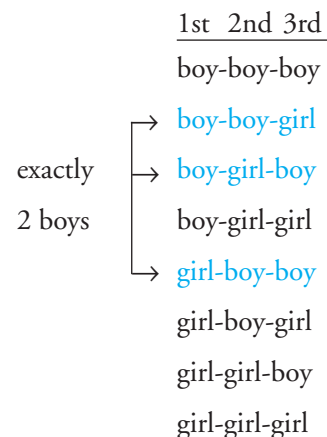 1st 2nd 3rd
boy-boy-boy
boy-boy-girl
exactly boy-girl-boy
2 boys boy-girl-girl
girl-boy-boy
girl-boy-girl
girl-girl-boy
girl-girl-girl